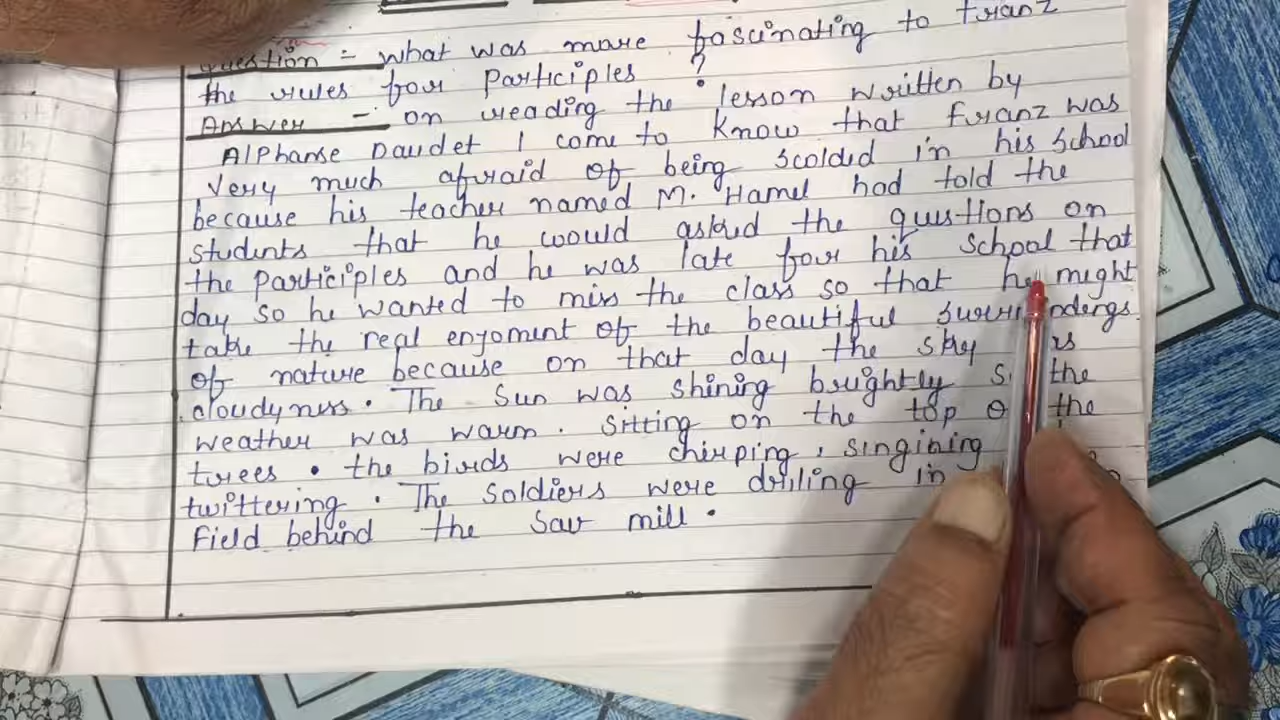 Question = what was more fascinating to franz
the rules for Participles ?
Answer - on reading the lesson written by
Alphanse Daudet I come to know that franz was
very much afraid of being scolded in his School
because his teacher named M. Hamel had told the
students that he would asked the questions on
the Participles and he was late for his School that
day so he wanted to miss the class so that he might
take the real enyoment of the beautiful
of nature because on that day the sky
cloudyness. The Sun was shining brightly the
weather was warm. Sitting on the top the
trees. the birds were chirping, singining
twittering. The Soldiers were driling in
Field behind the Saw mill.